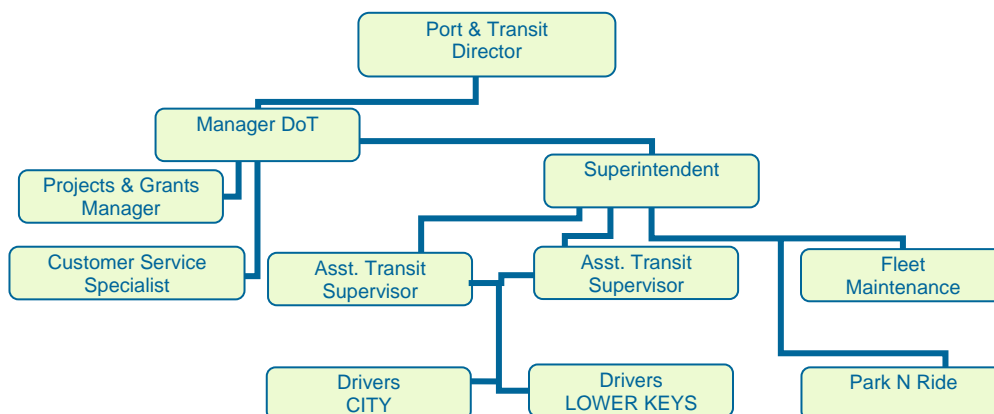 Port & Transit
Director
Manager DoT
Superintendent
Projects & Grants
Manager
Customer Service
Specialist
Asst. Transit
Supervisor
Asst. Transit
Supervisor
Fleet
Maintenance
Drivers
CITY
Drivers
LOWER KEYS
Park N Ride